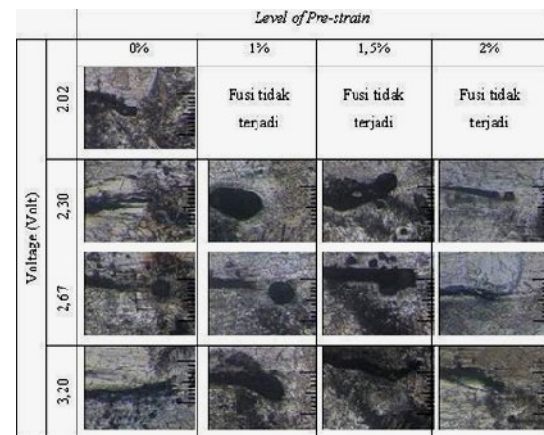 Level of Pre-strain
0%
1%
1,5%
2%
Voltage (Volt)
2.02
Fusi tidak
terjadi
Fusi tidak
terjadi
Fusi tidak
terjadi
2,30
2,67
3,20